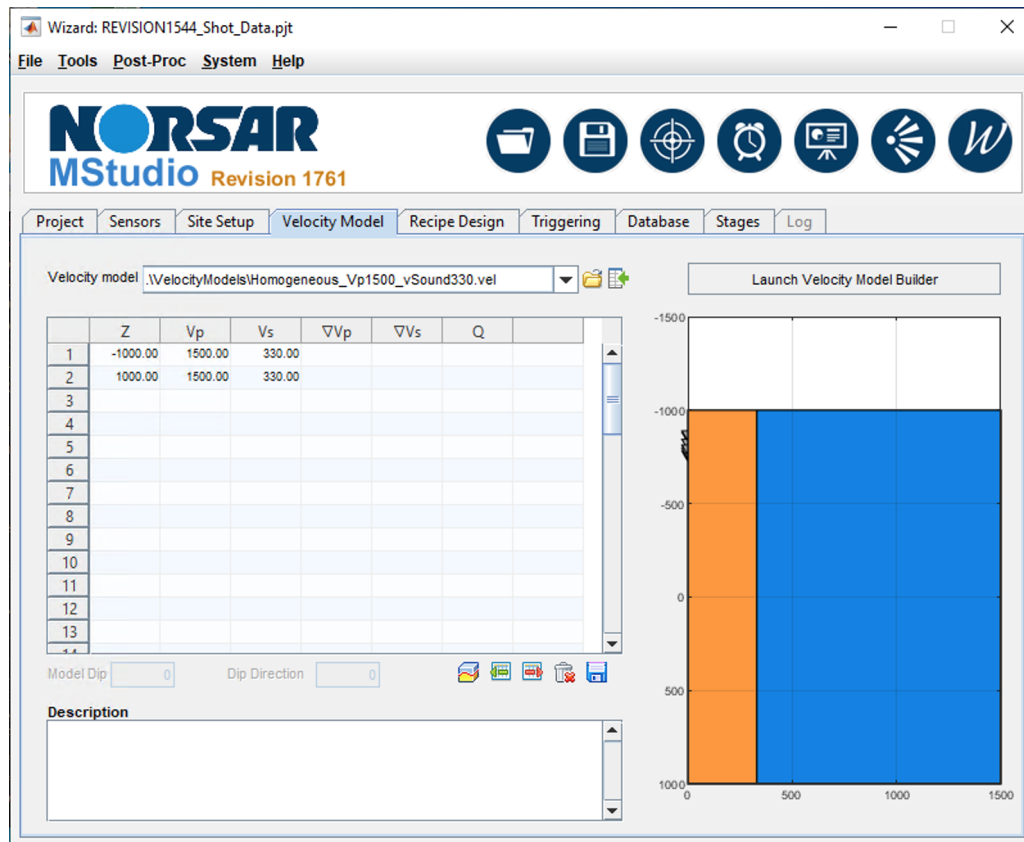 Wizard: REVISION1544_Shot_Data.pjt
File Tools Post-Proc System Help
NORSAR
MStudio Revision 1761
W
Project Sensors Site Setup Velocity Model Recipe Design Triggering Database Stages Log
Velocity model .\VelocityModels\Homogeneous_Vp1500_vSound330.vel
Launch Velocity Model Builder
Z Vp Vs ∇Vp ∇Vs Q
1 -1000.00 1500.00 330.00
2 1000.00 1500.00 330.00
3
4
5
6
7
8
9
10
11
12
13
14
Model Dip 0 Dip Direction 0
Description
-1500
-1000
-500
0
500
1000
0 500 1000 1500